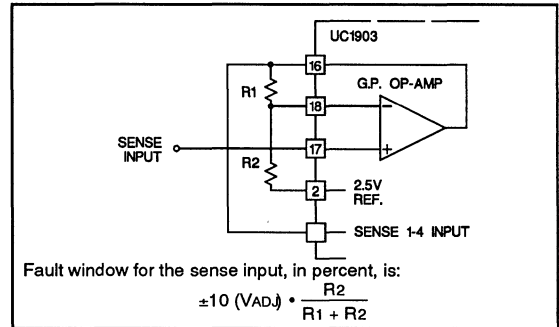 UC1903
16
G.P. OP-AMP
R1
18
−
SENSE
INPUT
17
+
R2
2
2.5V
REF.
SENSE 1-4 INPUT
Fault window for the sense input, in percent, is:
±10 (VADJ) • R2
R1 + R2